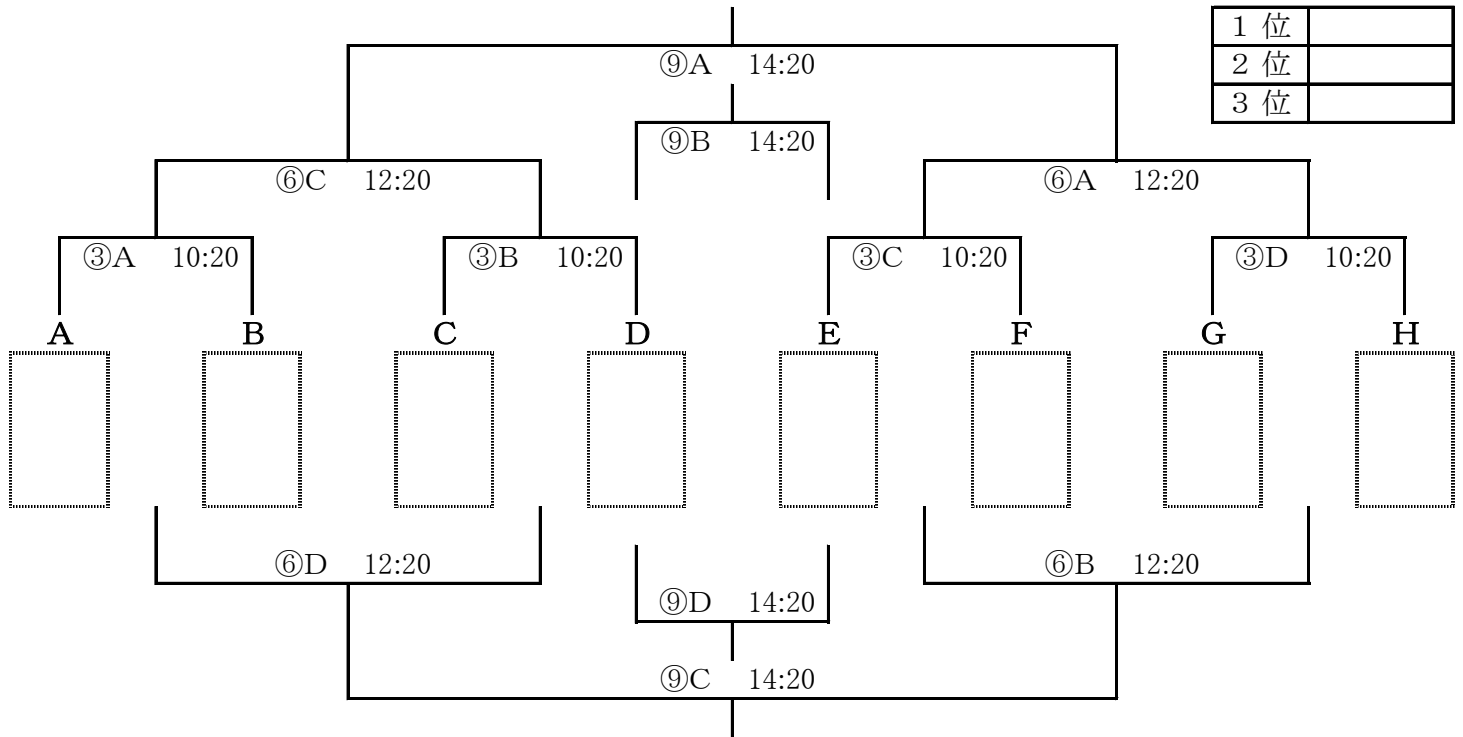 1 位
⑨A 14:20
2 位
3 位
⑨B 14:20
⑥C 12:20
⑥A 12:20
③A 10:20
③B 10:20
③C 10:20
③D 10:20
A B C D E F G H
⑥D 12:20
⑥B 12:20
⑨D 14:20
⑨C 14:20